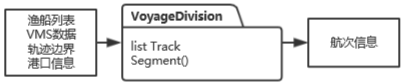 渔船列表
VMS数据
轨迹边界
港口信息
VoyageDivision
list Track
Segment()
航次信息